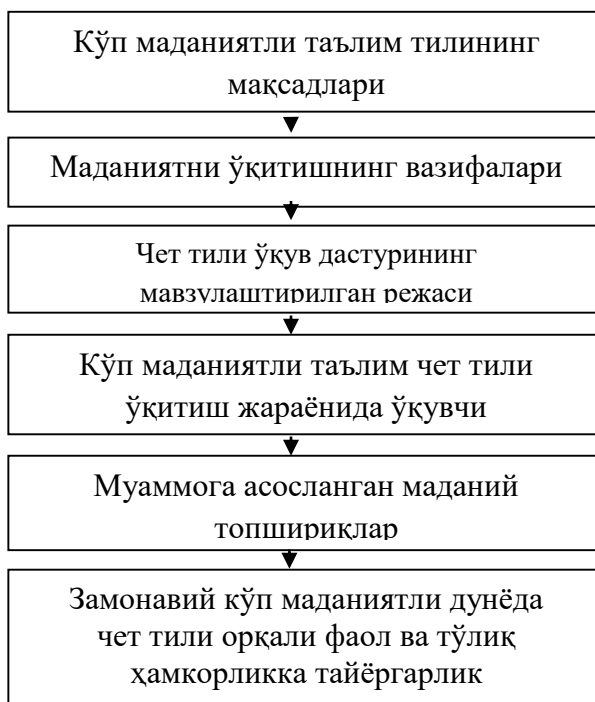 Кўп маданиятли таълим тилининг
мақсадлари
Маданиятни ўқитишнинг вазифалари
Чет тили ўқув дастурининг
мавзулаштирилган режаси
Кўп маданиятли таълим чет тили
ўқитиш жараёнида ўқувчи
Муаммога асосланган маданий
топшириқлар
Замонавий кўп маданиятли дунёда
чет тили орқали фаол ва тўлиқ
ҳамкорликка тайёргарлик